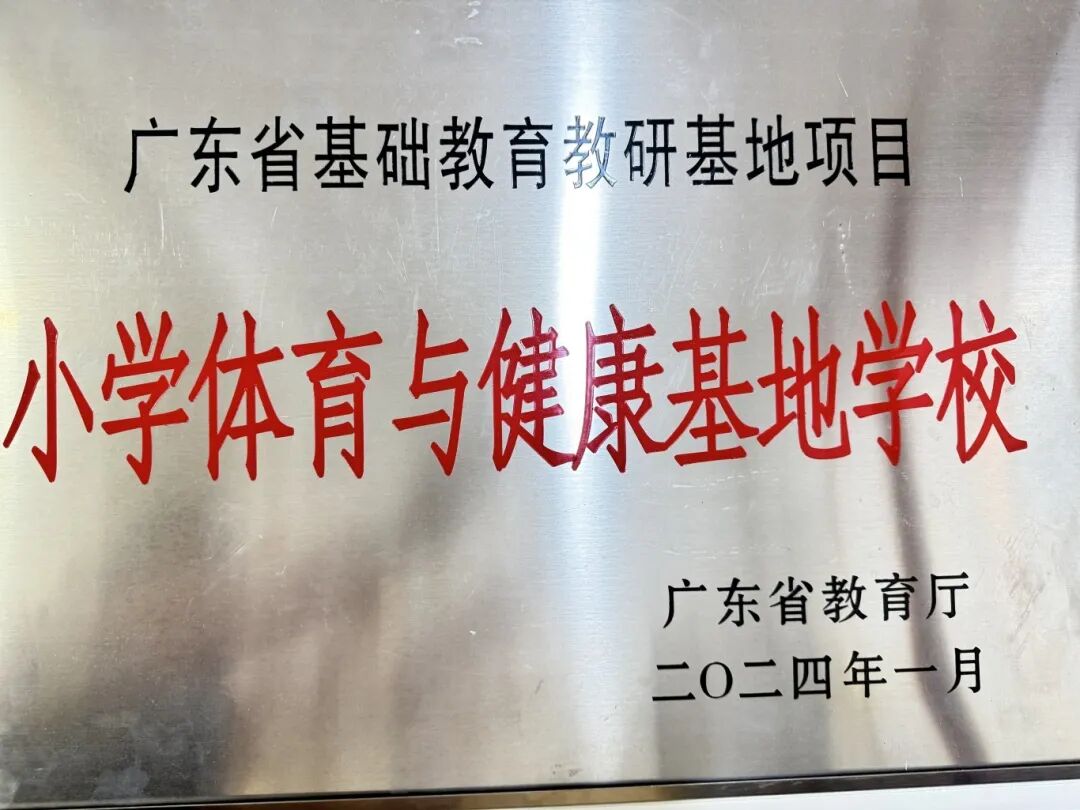 广东省基础教育教研基地项目
小学体育与健康基地学校
广东省教育厅
二〇二四年一月